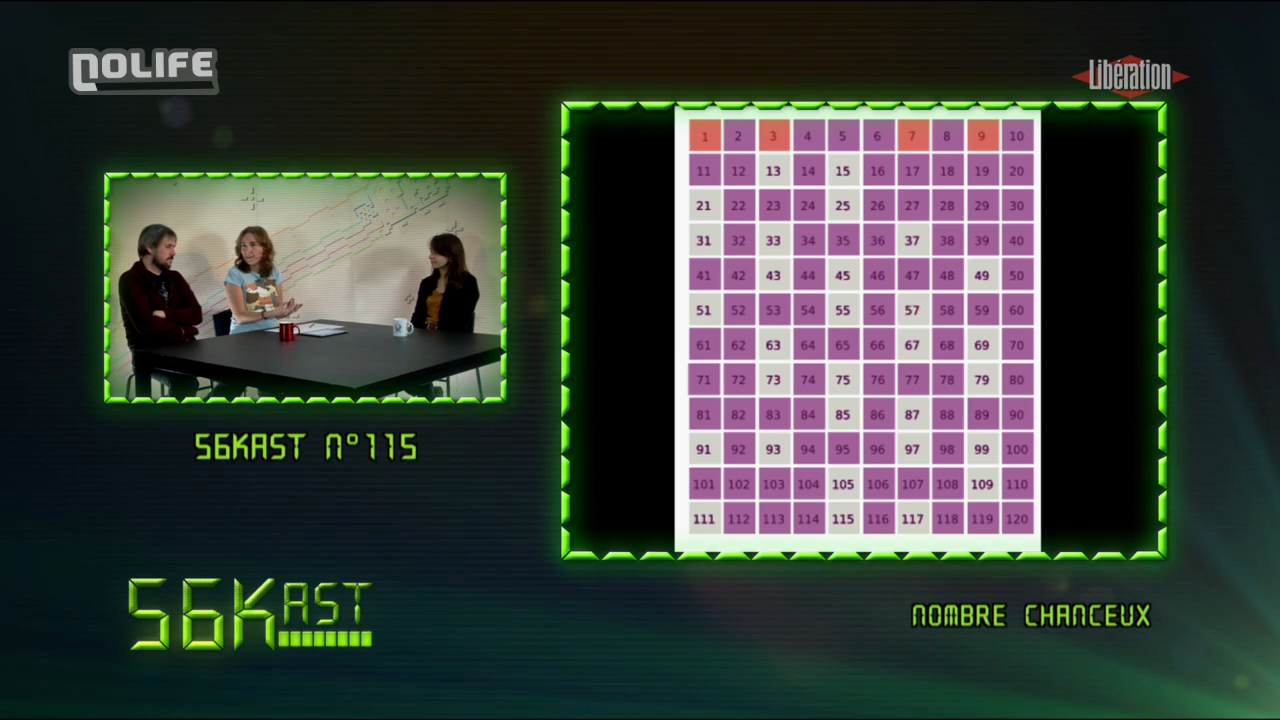 NOLIFE
Libération
1 2 3 4 5 6 7 8 9 10
11 12 13 14 15 16 17 18 19 20
21 22 23 24 25 26 27 28 29 30
31 32 33 34 35 36 37 38 39 40
41 42 43 44 45 46 47 48 49 50
51 52 53 54 55 56 57 58 59 60
61 62 63 64 65 66 67 68 69 70
71 72 73 74 75 76 77 78 79 80
81 82 83 84 85 86 87 88 89 90
91 92 93 94 95 96 97 98 99 100
101 102 103 104 105 106 107 108 109 110
111 112 113 114 115 116 117 118 119 120
56KAST N°115
56KAST
NOMBRE CHANCEUX